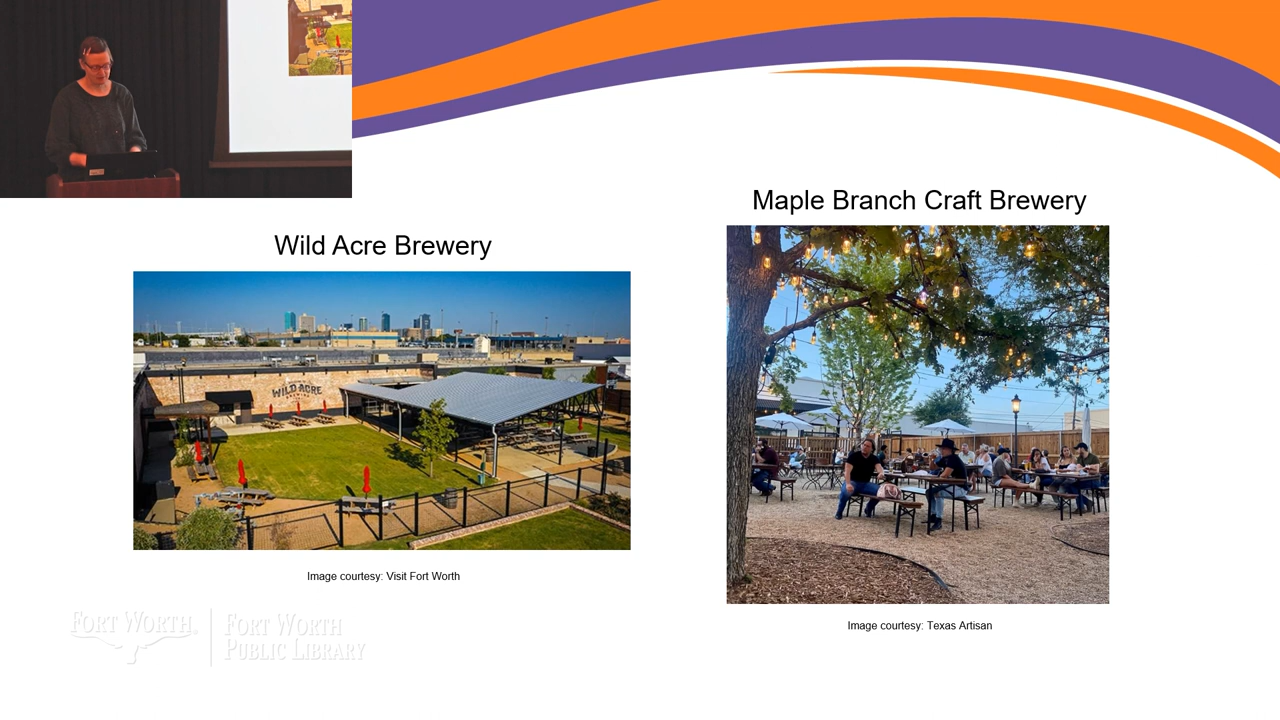 Maple Branch Craft Brewery
Wild Acre Brewery
WILD ACRE
Image courtesy: Visit Fort Worth
Image courtesy: Texas Artisan
FORT WORTH®
FORT WORTH
PUBLIC LIBRARY